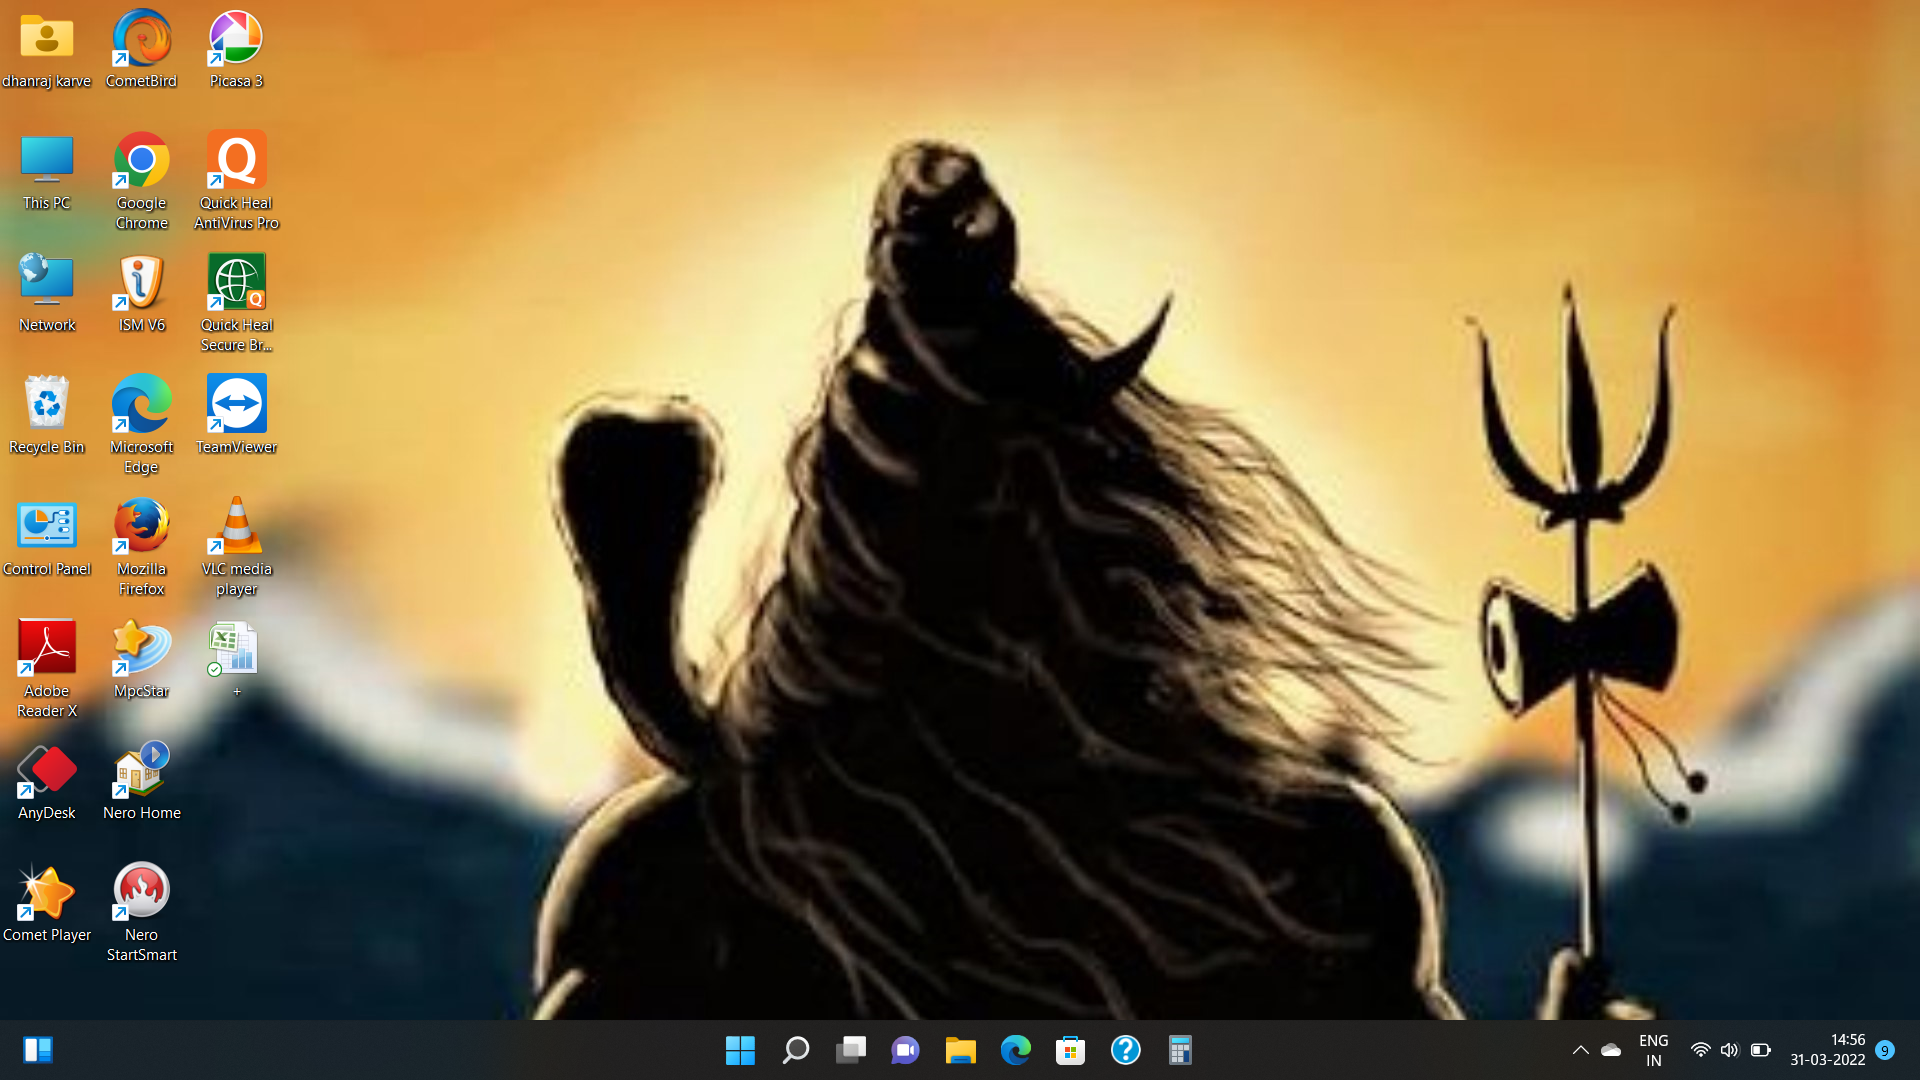 dhanraj karve
CometBird
Picasa 3
This PC
Google
Chrome
Quick Heal
AntiVirus Pro
Network
ISM V6
Quick Heal
Secure Br...
Recycle Bin
Microsoft
Edge
TeamViewer
Control Panel
Mozilla
Firefox
VLC media
player
Adobe
Reader X
MpcStar
+
AnyDesk
Nero Home
Comet Player
Nero
StartSmart
ENG
IN
14:56
31-03-2022
9